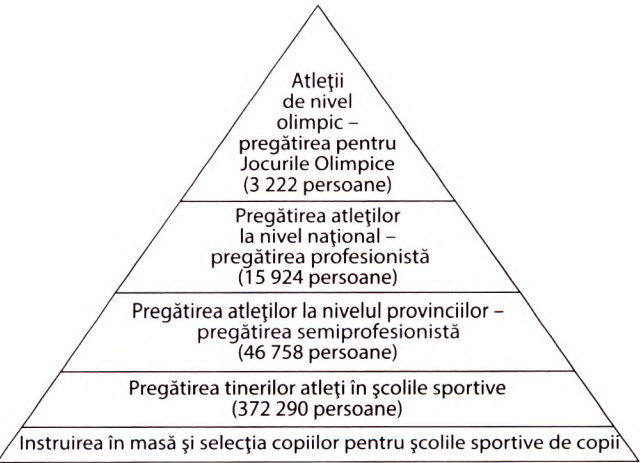 Atleţii
de nivel
olimpic –
pregătirea pentru
Jocurile Olimpice
(3 222 persoane)
Pregătirea atleţilor
la nivel naţional –
pregătirea profesionistă
(15 924 persoane)
Pregătirea atleţilor la nivelul provinciilor –
pregătirea semiprofesionistă
(46 758 persoane)
Pregătirea tinerilor atleţi în şcolile sportive
(372 290 persoane)
Instruirea în masă şi selecţia copiilor pentru şcolile sportive de copii